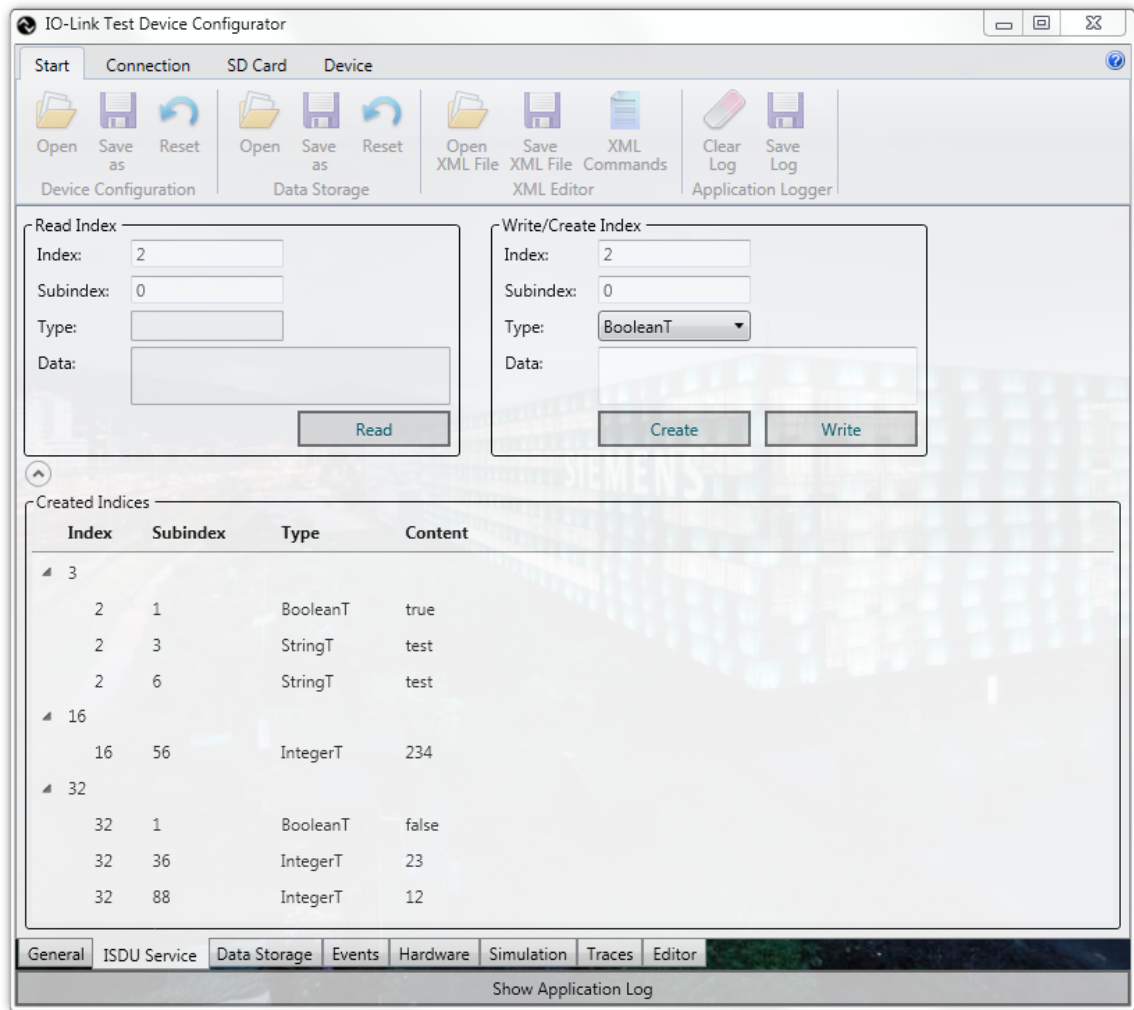 IO-Link Test Device Configurator
Start Connection SD Card Device
Open Save as Reset Open Save as Reset Open XML File Save XML File XML Commands Clear Log Save Log
Device Configuration Data Storage XML Editor Application Logger
Read Index Write/Create Index
Index: 2 Index: 2
Subindex: 0 Subindex: 0
Type: Type: BooleanT
Data: Data:
Read Create Write
SIEMENS
Created Indices
Index Subindex Type Content
3
2 1 BooleanT true
2 3 StringT test
2 6 StringT test
16
16 56 IntegerT 234
32
32 1 BooleanT false
32 36 IntegerT 23
32 88 IntegerT 12
General ISDU Service Data Storage Events Hardware Simulation Traces Editor
Show Application Log